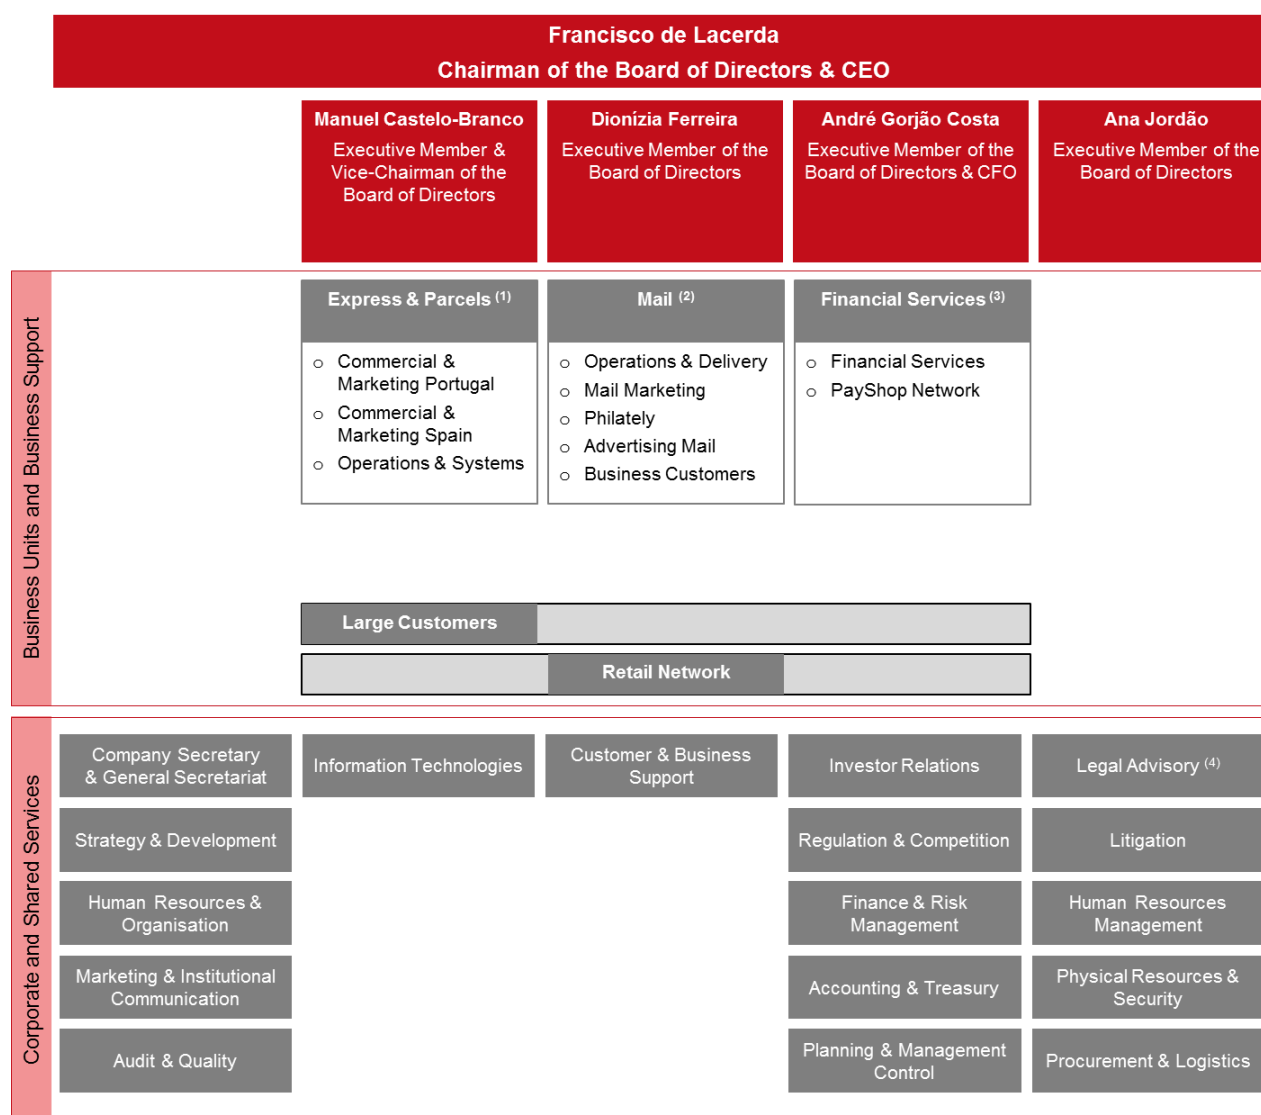 Francisco de Lacerda
Chairman of the Board of Directors & CEO
Manuel Castelo-Branco
Executive Member &
Vice-Chairman of the
Board of Directors
Dionízia Ferreira
Executive Member of the
Board of Directors
André Gorjão Costa
Executive Member of the
Board of Directors & CFO
Ana Jordão
Executive Member of the
Board of Directors
Business Units and Business Support
Express & Parcels (1)
o Commercial &
Marketing Portugal
o Commercial &
Marketing Spain
o Operations & Systems
Mail (2)
o Operations & Delivery
o Mail Marketing
o Philately
o Advertising Mail
o Business Customers
Financial Services (3)
o Financial Services
o PayShop Network
Large Customers
Retail Network
Corporate and Shared Services
Company Secretary
& General Secretariat
Strategy & Development
Human Resources &
Organisation
Marketing & Institutional
Communication
Audit & Quality
Information Technologies
Customer & Business
Support
Investor Relations
Regulation & Competition
Finance & Risk
Management
Accounting & Treasury
Planning & Management
Control
Legal Advisory (4)
Litigation
Human Resources
Management
Physical Resources &
Security
Procurement & Logistics